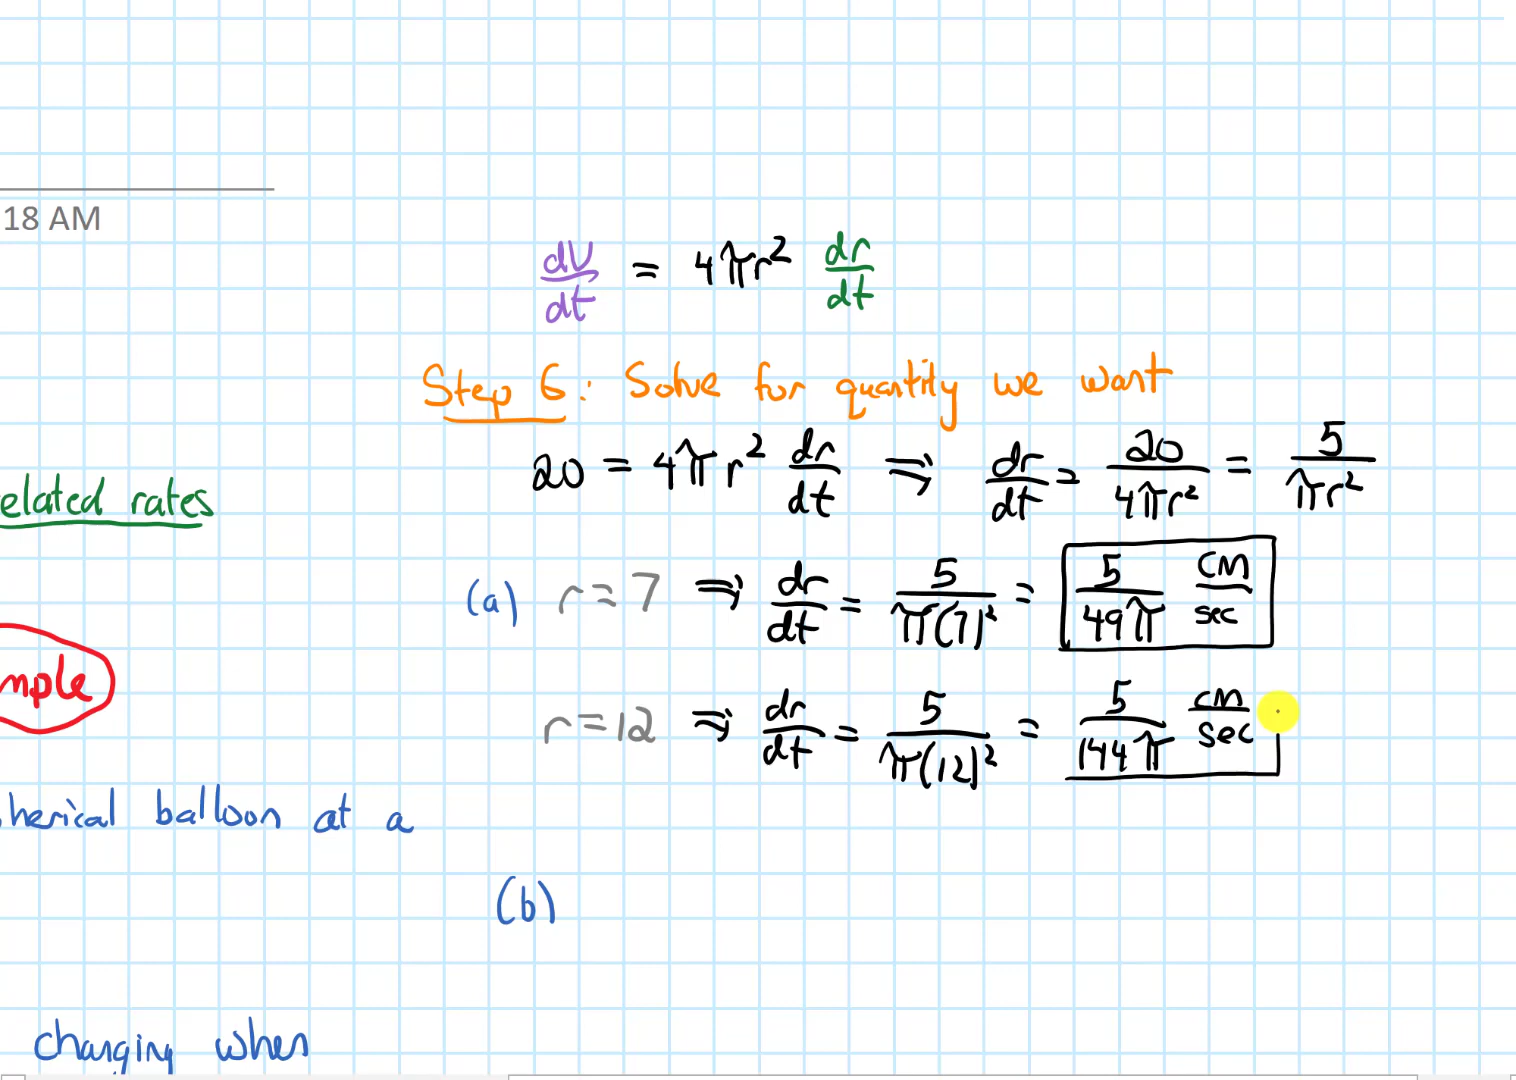 18 AM
dV/dt = 4πr² dr/dt
Step 6: Solve for quantity we want
20 = 4πr² dr/dt ⇒ dr/dt = 20/4πr² = 5/πr²
elated rates
(a) r = 7 ⇒ dr/dt = 5/π(7)² = 5/49π cm/sec
mple
r = 12 ⇒ dr/dt = 5/π(12)² = 5/144π cm/sec
herical balloon at a
(b)
changing when